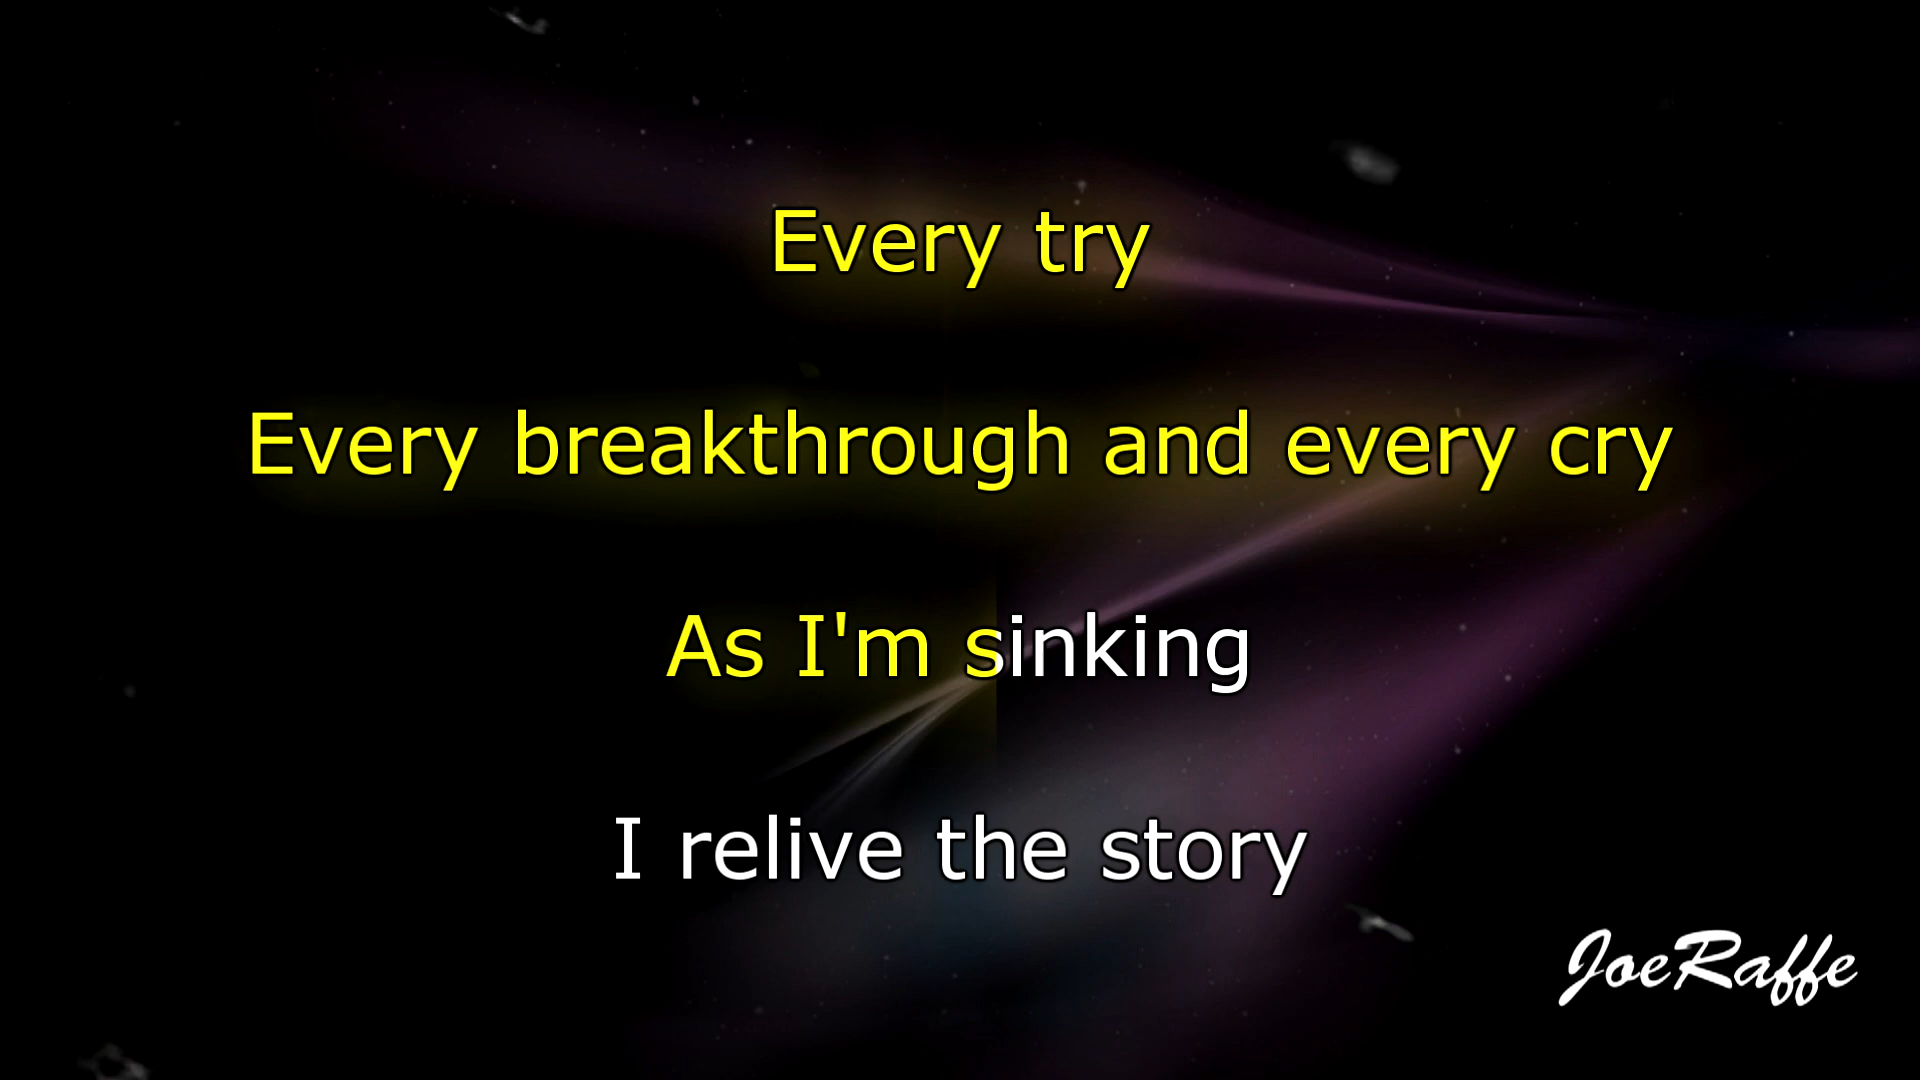 Every try
Every breakthrough and every cry
As I'm sinking
I relive the story
JoeRaffe